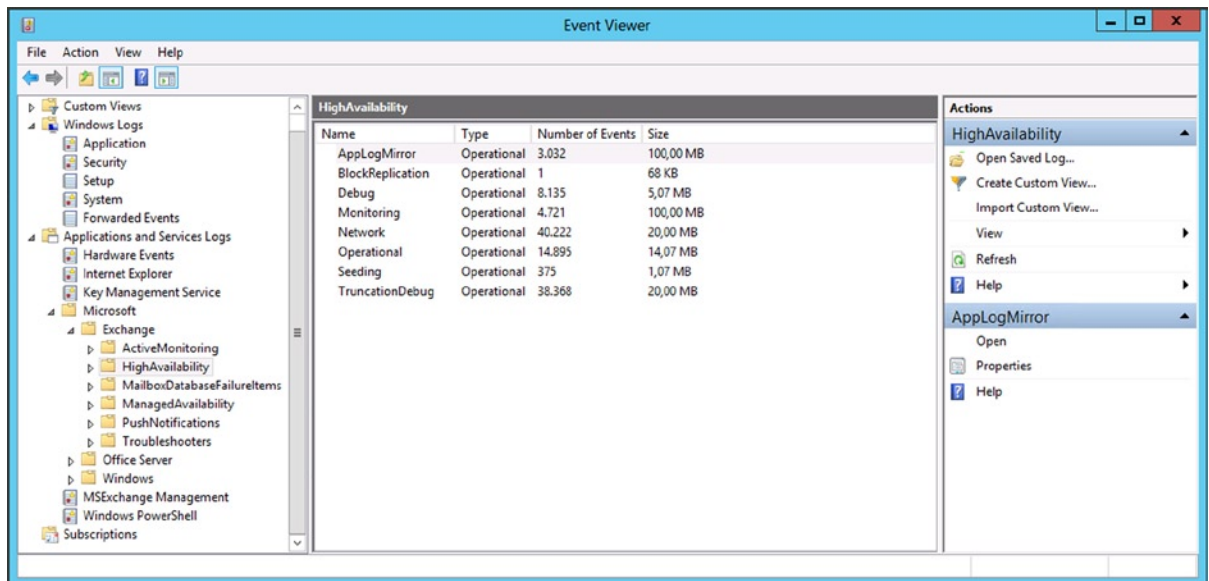 Event Viewer
File Action View Help
Custom Views
Windows Logs
Application
Security
Setup
System
Forwarded Events
Applications and Services Logs
Hardware Events
Internet Explorer
Key Management Service
Microsoft
Exchange
ActiveMonitoring
HighAvailability
MailboxDatabaseFailureItems
ManagedAvailability
PushNotifications
Troubleshooters
Office Server
Windows
MSExchange Management
Windows PowerShell
Subscriptions
HighAvailability
Name Type Number of Events Size
AppLogMirror Operational 3.032 100,00 MB
BlockReplication Operational 1 68 KB
Debug Operational 8.135 5,07 MB
Monitoring Operational 4.721 100,00 MB
Network Operational 40.222 20,00 MB
Operational Operational 14.895 14,07 MB
Seeding Operational 375 1,07 MB
TruncationDebug Operational 38.368 20,00 MB
Actions
HighAvailability
Open Saved Log...
Create Custom View...
Import Custom View...
View
Refresh
Help
AppLogMirror
Open
Properties
Help